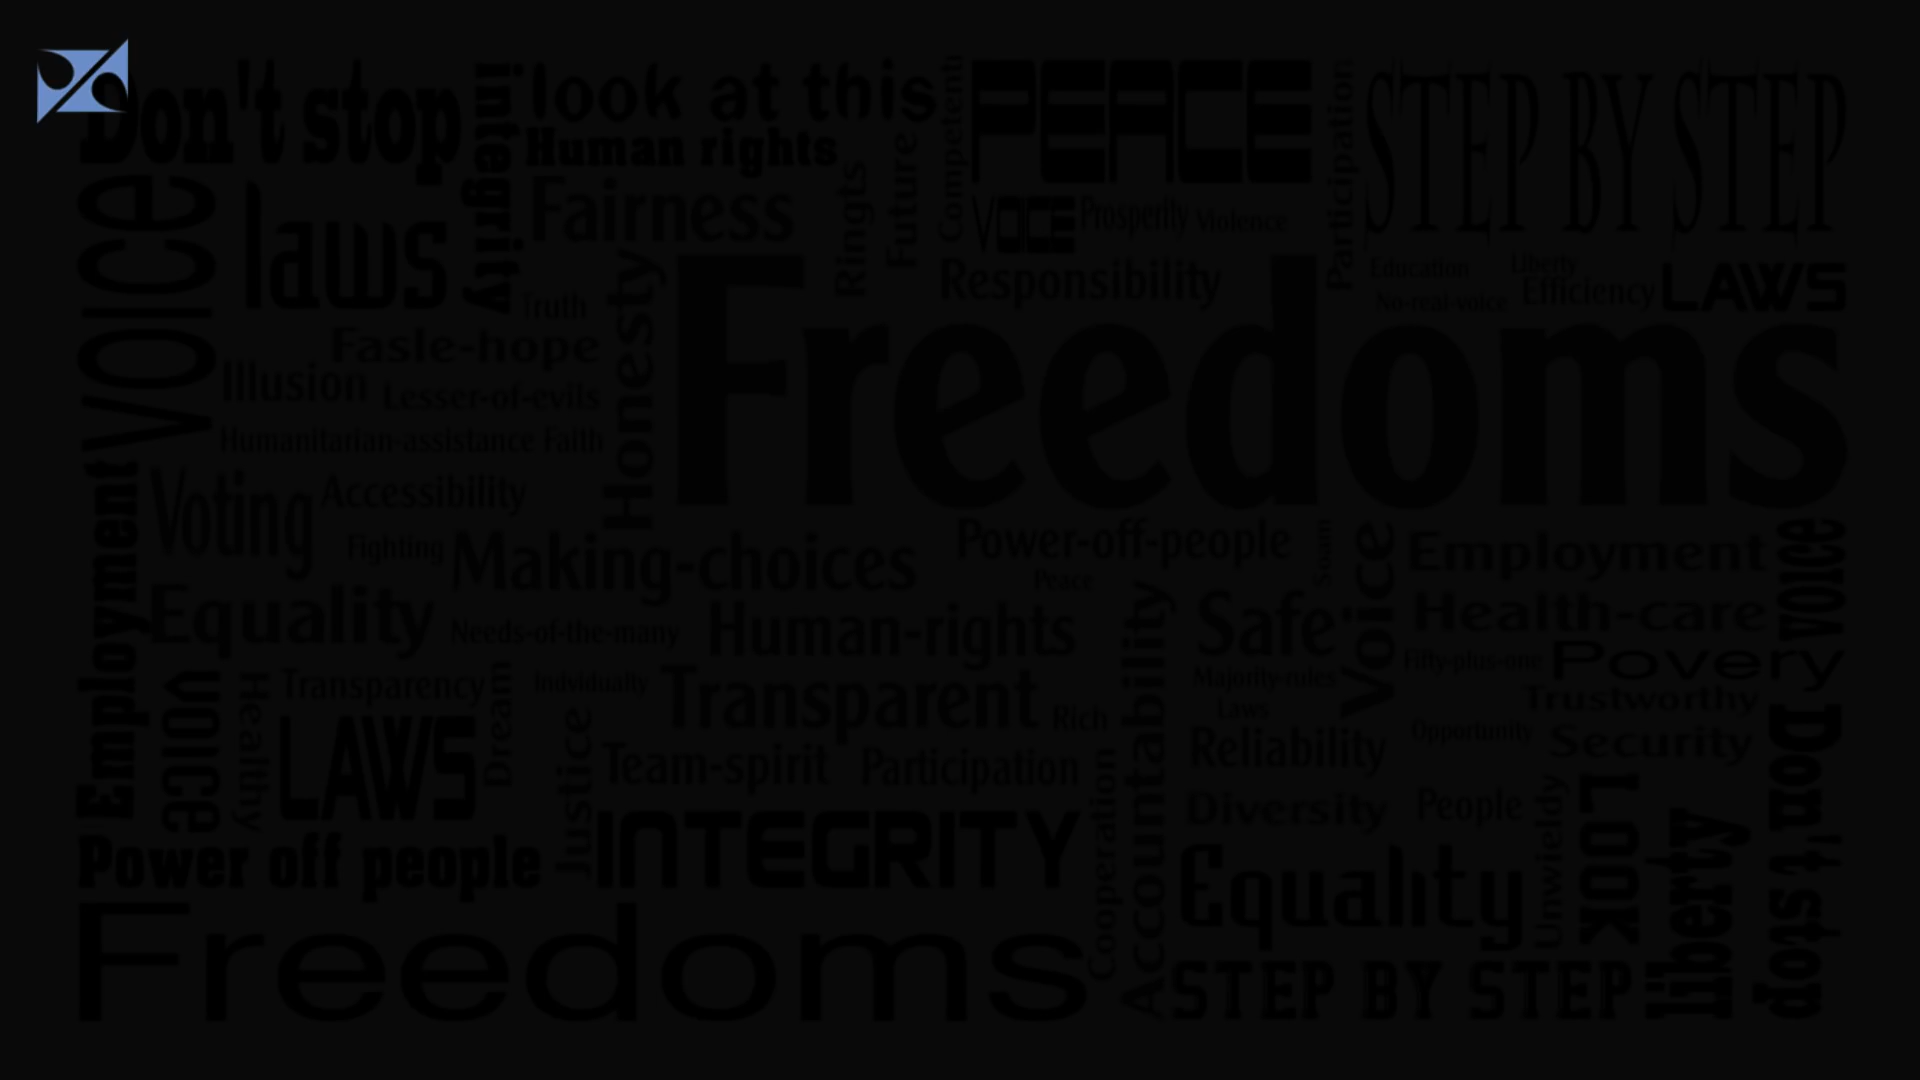 Don't stop
Integrity
look at this
Human rights
Competent
PEACE
Participation
STEP BY STEP
Voice
laws
Fairness
Ringts
Future
VOICE
Prosperily
Violence
Responsibility
Education
Liberty
No-real-voice
Efficiency
LAWS
Truth
Honesty
Freedoms
Fasle-hope
Illusion
Lesser-of-evils
Humanitarian-assistance
Faith
Employment
Voting
Accessibility
Fighting
Making-choices
Power-off-people
Peace
Voice
Employment
voice
Equality
Needs-of-the-many
Human-rights
Accountability
Safe
Health-care
Voice
Healthy
Transparency
Dream
Individualty
Transparent
Rich
Majority-rules
Laws
Fifty-plus-one
Povery
Trustworthy
LAWS
Justice
Team-spirit
Participation
Reliability
Opportunity
Security
Don't stop
Cooperation
Diversity
People
Unwieldy
Look
liberty
Power off people
INTEGRITY
Equality
Freedoms
STEP BY STEP